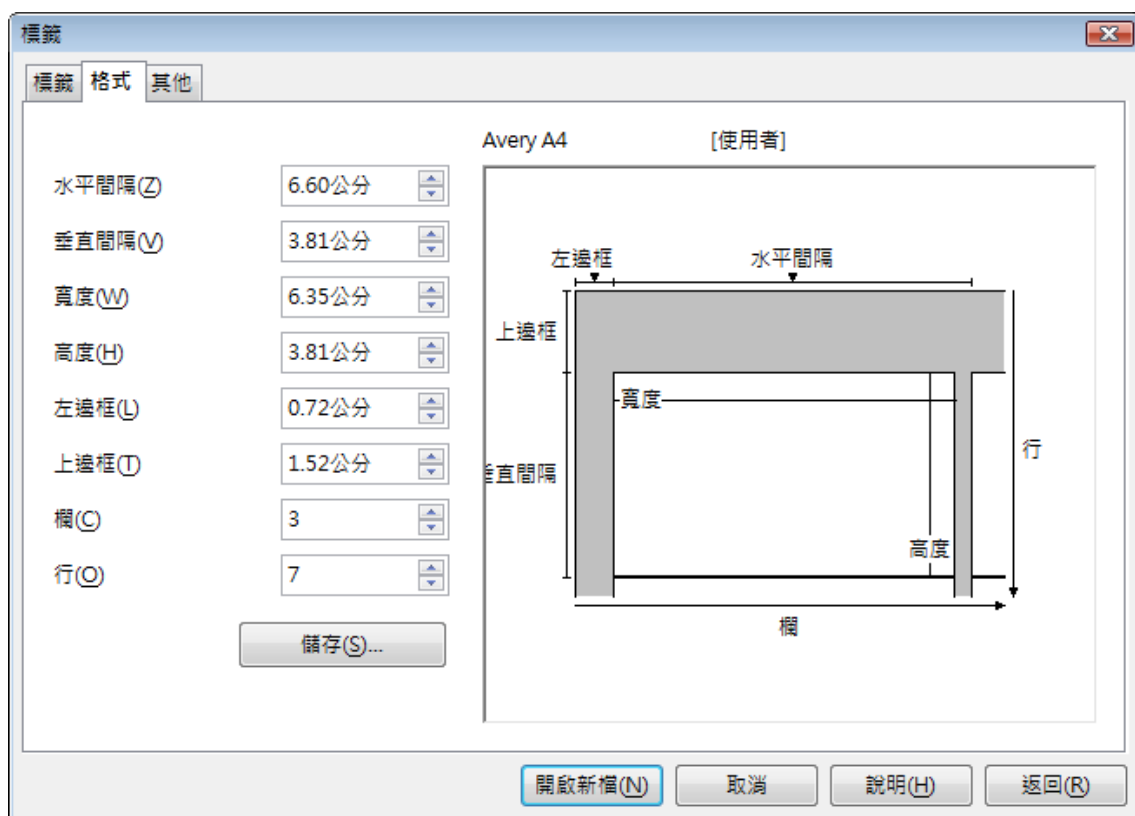 標籤
標籤 格式 其他
Avery A4 [使用者]
水平間隔(Z) 6.60公分
垂直間隔(V) 3.81公分
寬度(W) 6.35公分
高度(H) 3.81公分
左邊框(L) 0.72公分
上邊框(T) 1.52公分
欄(C) 3
行(O) 7
儲存(S)...
左邊框 水平間隔
上邊框
寬度
垂直間隔
行
高度
欄
開啟新檔(N) 取消 說明(H) 返回(R)